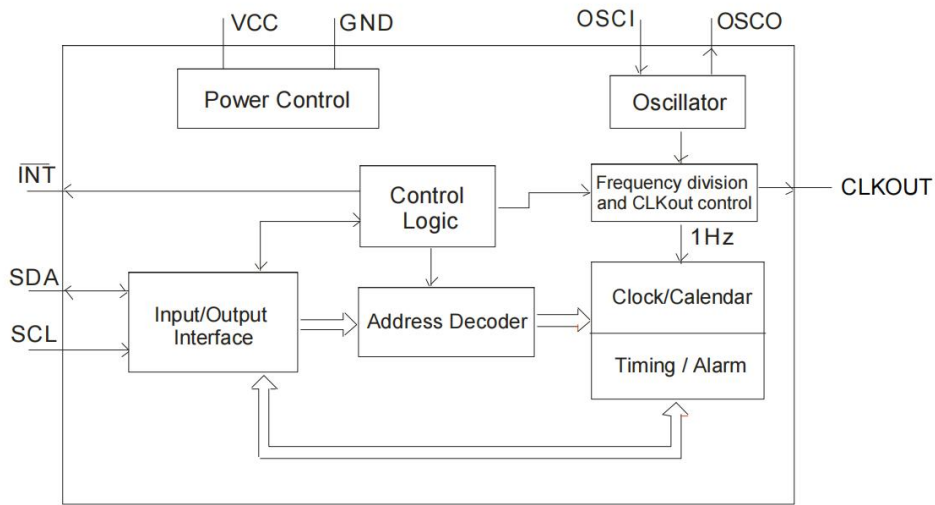 VCC
GND
OSCI
OSCO
Power Control
Oscillator
INT
Control
Logic
Frequency division
and CLKout control
CLKOUT
1Hz
SDA
SCL
Input/Output
Interface
Address Decoder
Clock/Calendar
Timing / Alarm